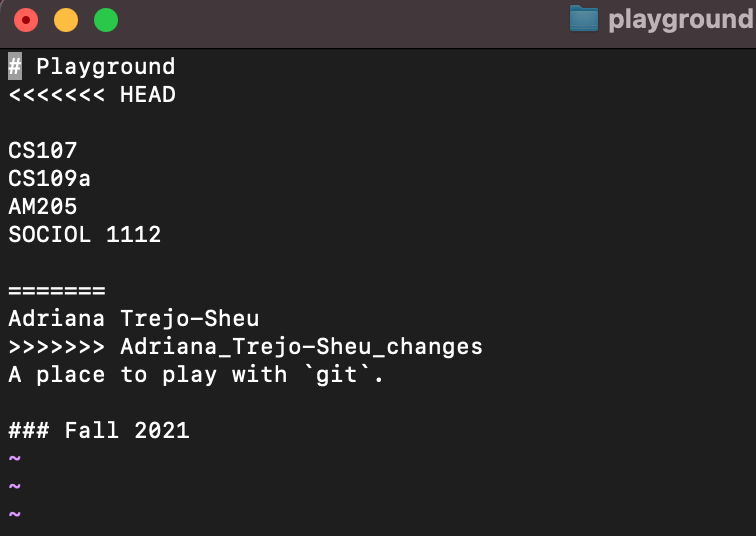 playground
# Playground
<<<<<<< HEAD
CS107
CS109a
AM205
SOCIOL 1112
=======
Adriana Trejo-Sheu
>>>>>>> Adriana_Trejo-Sheu_changes
A place to play with `git`.
### Fall 2021
~
~
~